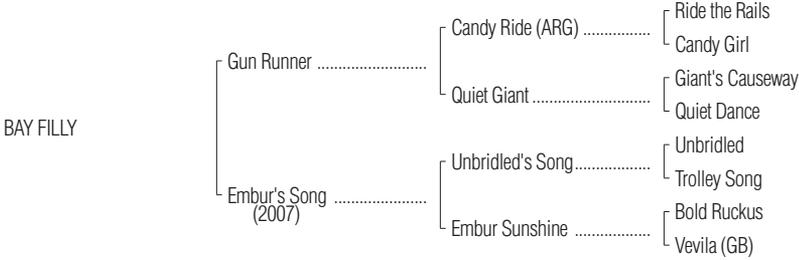 Ride the Rails
Candy Ride (ARG) ................
Candy Girl
Gun Runner ..........................
Giant's Causeway
Quiet Giant ............................
Quiet Dance
BAY FILLY
Unbridled
Unbridled's Song..................
Trolley Song
Embur's Song ......................
(2007)
Bold Ruckus
Embur Sunshine ..................
Vevila (GB)